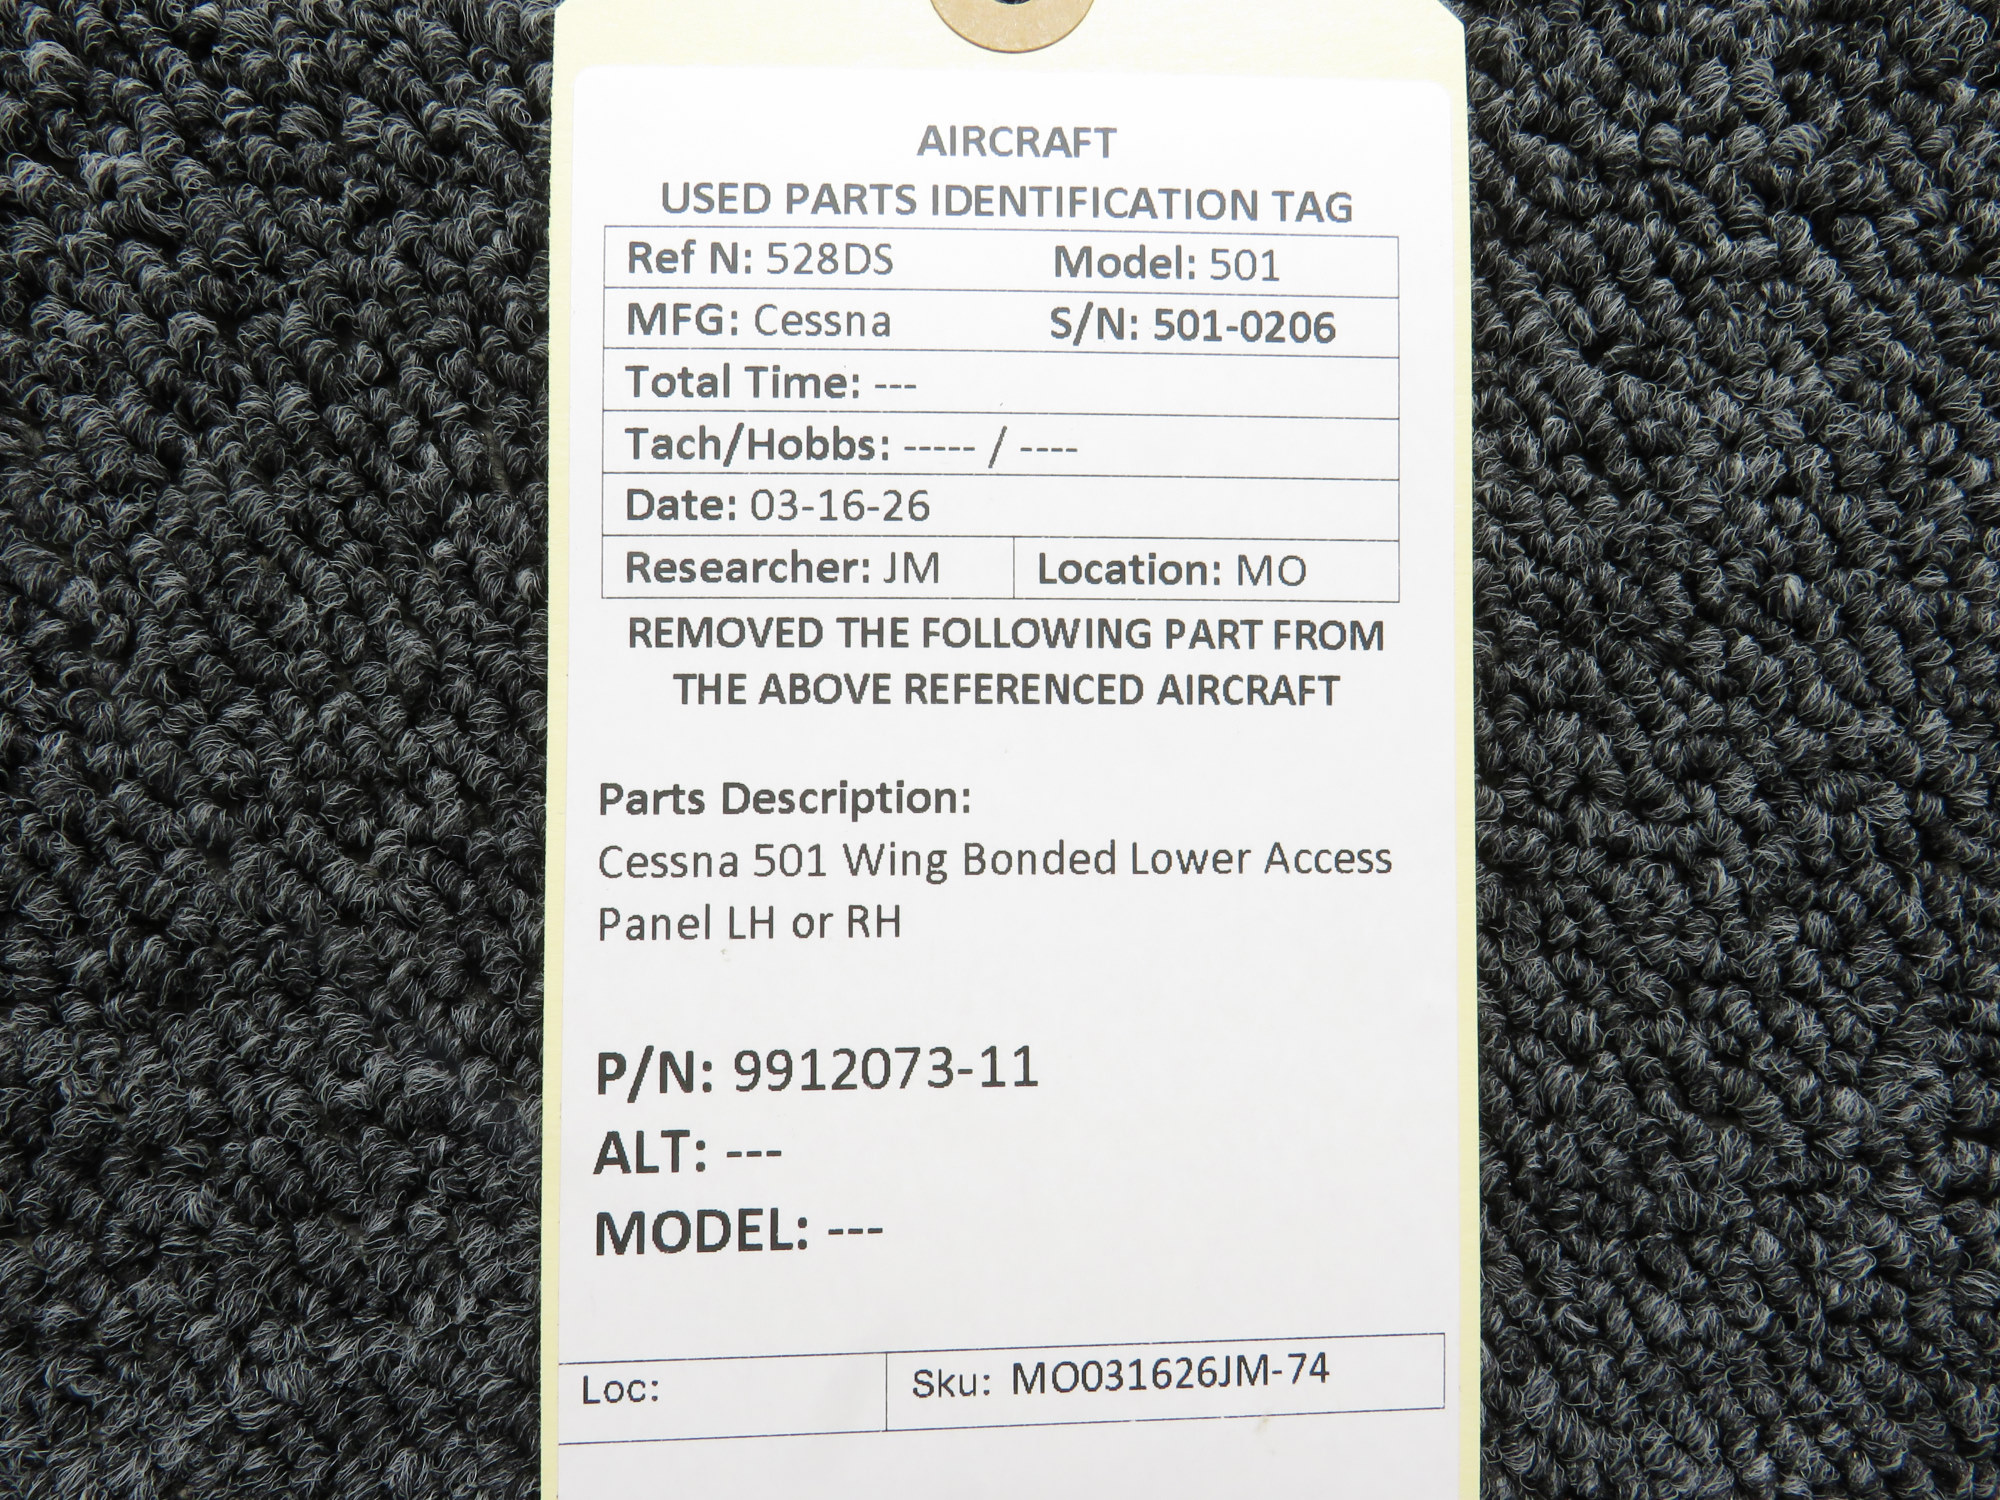 AIRCRAFT
USED PARTS IDENTIFICATION TAG
Ref N: 528DS Model: 501
MFG: Cessna S/N: 501-0206
Total Time: ---
Tach/Hobbs: ----- / ----
Date: 03-16-26
Researcher: JM Location: MO
REMOVED THE FOLLOWING PART FROM
THE ABOVE REFERENCED AIRCRAFT
Parts Description:
Cessna 501 Wing Bonded Lower Access
Panel LH or RH
P/N: 9912073-11
ALT: ---
MODEL: ---
Loc: Sku: MO031626JM-74